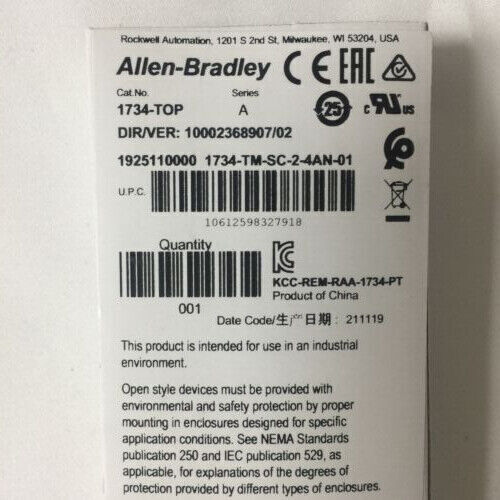 Rockwell Automation, 1201 S 2nd St, Milwaukee, WI 53204, USA
Allen-Bradley CE EAC
Cat.No. Series
1734-TOP A
25 c UL us
DIR/VER: 10002368907/02
1925110000 1734-TM-SC-2-4AN-01
U.P.C.
10612598327918
Quantity
001
KCC-REM-RAA-1734-PT
Product of China
Date Code/生 日期: 211119
This product is intended for use in an industrial
environment.
Open style devices must be provided with
environmental and safety protection by proper
mounting in enclosures designed for specific
application conditions. See NEMA Standards
publication 250 and IEC publication 529, as
applicable, for explanations of the degrees of
protection provided by different types of enclosures.